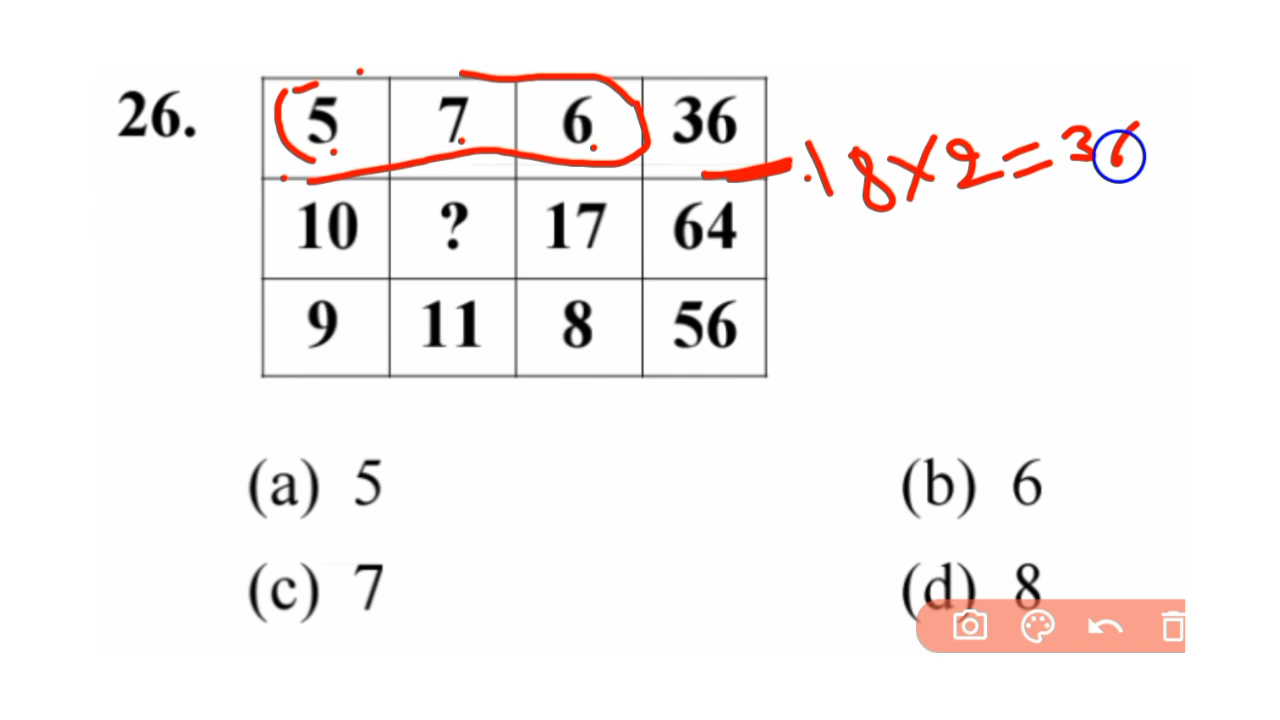 26. 5 7 6 36
18×2=36
10 ? 17 64
9 11 8 56
(a) 5 (b) 6
(c) 7 (d) 8